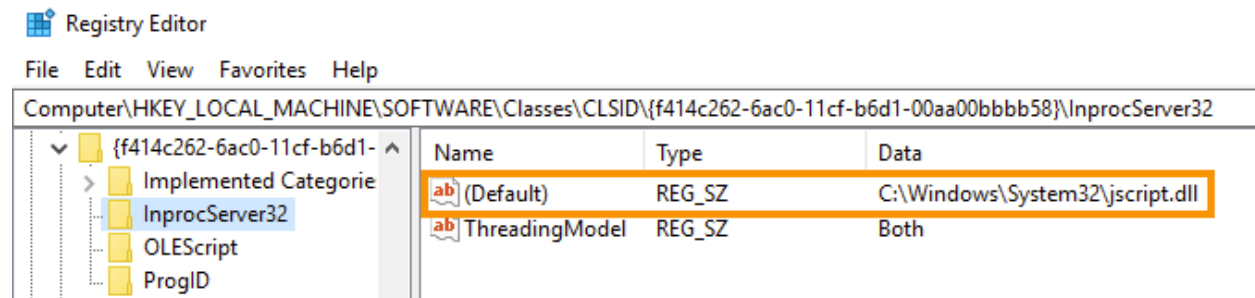 Registry Editor
File Edit View Favorites Help
Computer\HKEY_LOCAL_MACHINE\SOFTWARE\Classes\CLSID\{f414c262-6ac0-11cf-b6d1-00aa00bbbb58}\InprocServer32
{f414c262-6ac0-11cf-b6d1-
Implemented Categorie
InprocServer32
OLEScript
ProgID
Name Type Data
ab (Default) REG_SZ C:\Windows\System32\jscript.dll
ab ThreadingModel REG_SZ Both